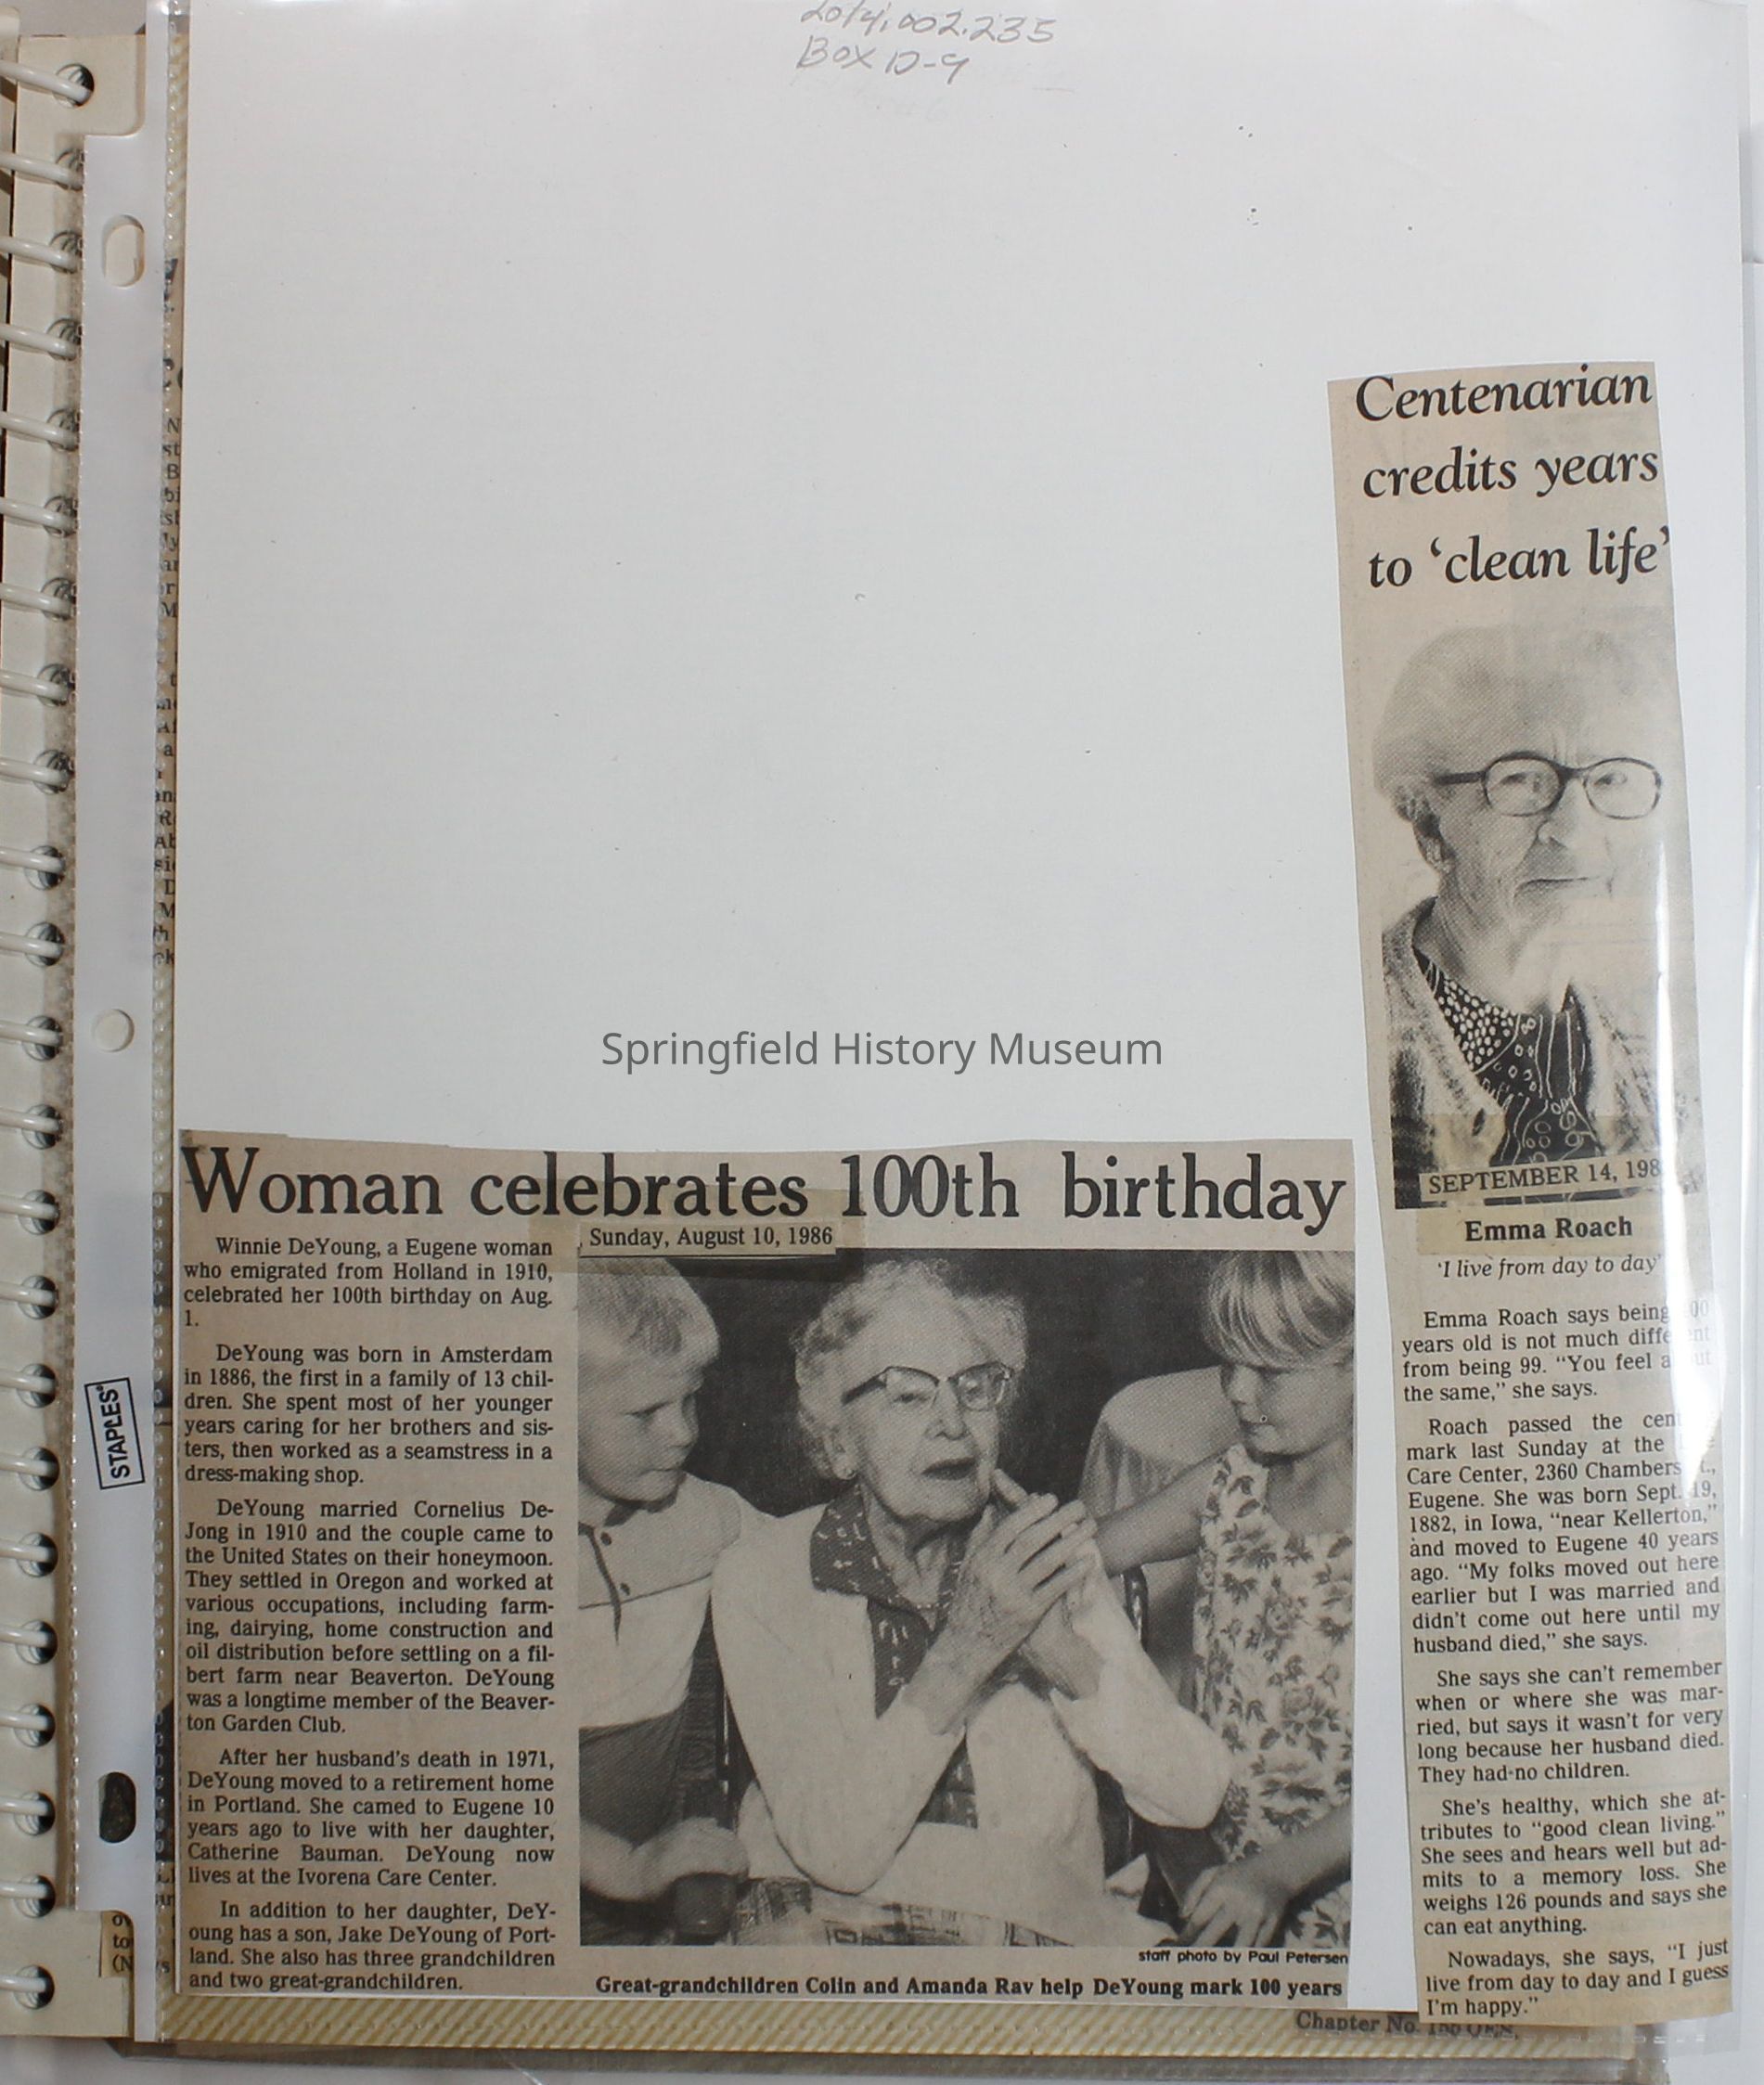 2014.002.235
Box D-9
Centenarian
credits years
to ‘clean life’
SEPTEMBER 14, 198
Emma Roach
‘I live from day to day’
Emma Roach says being 00
years old is not much different
from being 99. “You feel a ut
the same,” she says.
Roach passed the cent
mark last Sunday at the
Care Center, 2360 Chambers t.,
Eugene. She was born Sept. 19,
1882, in Iowa, “near Kellerton,”
and moved to Eugene 40 years
ago. “My folks moved out here
earlier but I was married and
didn’t come out here until my
husband died,” she says.
She says she can’t remember
when or where she was mar-
ried, but says it wasn’t for very
long because her husband died.
They had no children.
She’s healthy, which she at-
tributes to “good clean living.”
She sees and hears well but ad-
mits to a memory loss. She
weighs 126 pounds and says she
can eat anything.
Nowadays, she says, “I just
live from day to day and I guess
I’m happy.”
Springfield History Museum
Woman celebrates 100th birthday
Sunday, August 10, 1986
Winnie DeYoung, a Eugene woman
who emigrated from Holland in 1910,
celebrated her 100th birthday on Aug.
1.
DeYoung was born in Amsterdam
in 1886, the first in a family of 13 chil-
dren. She spent most of her younger
years caring for her brothers and sis-
ters, then worked as a seamstress in a
dress-making shop.
DeYoung married Cornelius De-
Jong in 1910 and the couple came to
the United States on their honeymoon.
They settled in Oregon and worked at
various occupations, including farm-
ing, dairying, home construction and
oil distribution before settling on a fil-
bert farm near Beaverton. DeYoung
was a longtime member of the Beaver-
ton Garden Club.
After her husband’s death in 1971,
DeYoung moved to a retirement home
in Portland. She camed to Eugene 10
years ago to live with her daughter,
Catherine Bauman. DeYoung now
lives at the Ivorena Care Center.
In addition to her daughter, DeY-
oung has a son, Jake DeYoung of Port-
land. She also has three grandchildren
and two great-grandchildren.
staff photo by Paul Petersen
Great-grandchildren Colin and Amanda Rav help DeYoung mark 100 years
Chapter No.
STAPLES